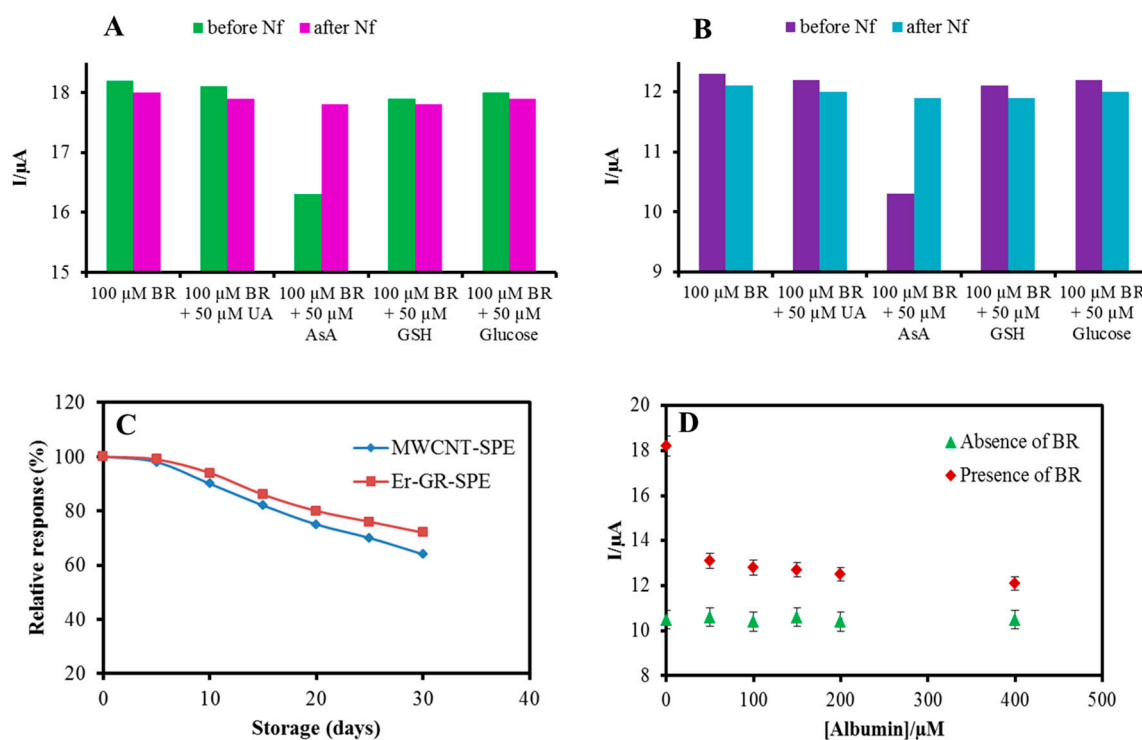 A
before Nf after Nf
18
17
16
15
I/µA
100 µM BR 100 µM BR 100 µM BR 100 µM BR 100 µM BR
+ 50 µM UA + 50 µM + 50 µM + 50 µM
AsA GSH Glucose
B
before Nf after Nf
12
11
10
9
I/µA
100 µM BR 100 µM BR 100 µM BR 100 µM BR 100 µM BR
+ 50 µM UA + 50 µM + 50 µM + 50 µM
AsA GSH Glucose
C
MWCNT-SPE
Er-GR-SPE
120
100
80
60
40
20
Relative response (%)
0 10 20 30 40
Storage (days)
D
Absence of BR
Presence of BR
20
18
16
14
12
10
8
I/µA
0 100 200 300 400 500
[Albumin]/µM